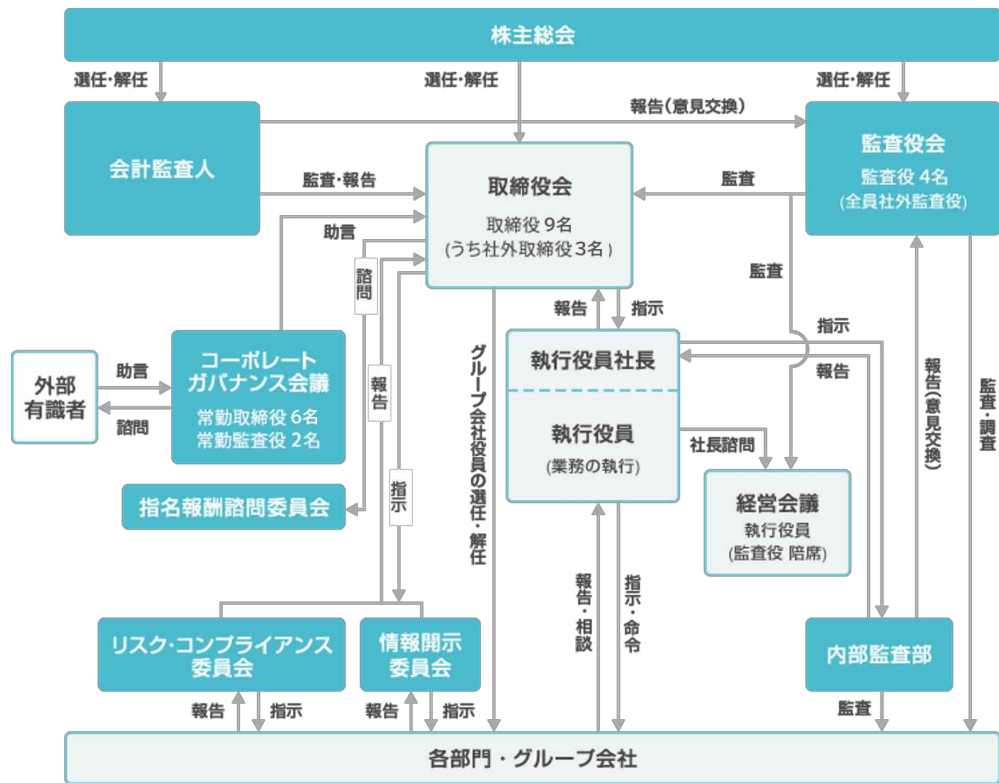 株主総会
選任・解任
選任・解任
選任・解任
会計監査人
報告(意見交換)
監査役会
監査役 4名
(全員社外監査役)
監査・報告
取締役会
取締役 9名
(うち社外取締役 3名)
監査
助言
諮問
監査
報告
指示
指示
コーポレート
ガバナンス会議
常勤取締役 6名
常勤監査役 2名
外部
有識者
助言
諮問
報告
グループ会社役員の選任・解任
執行役員社長
報告
執行役員
(業務の執行)
社長諮問
報告(意見交換)
監査・調査
指名報酬諮問委員会
指示
経営会議
執行役員
(監査役 陪席)
報告・相談
指示・命令
リスク・コンプライアンス
委員会
情報開示
委員会
内部監査部
報告
指示
報告
指示
監査
各部門・グループ会社